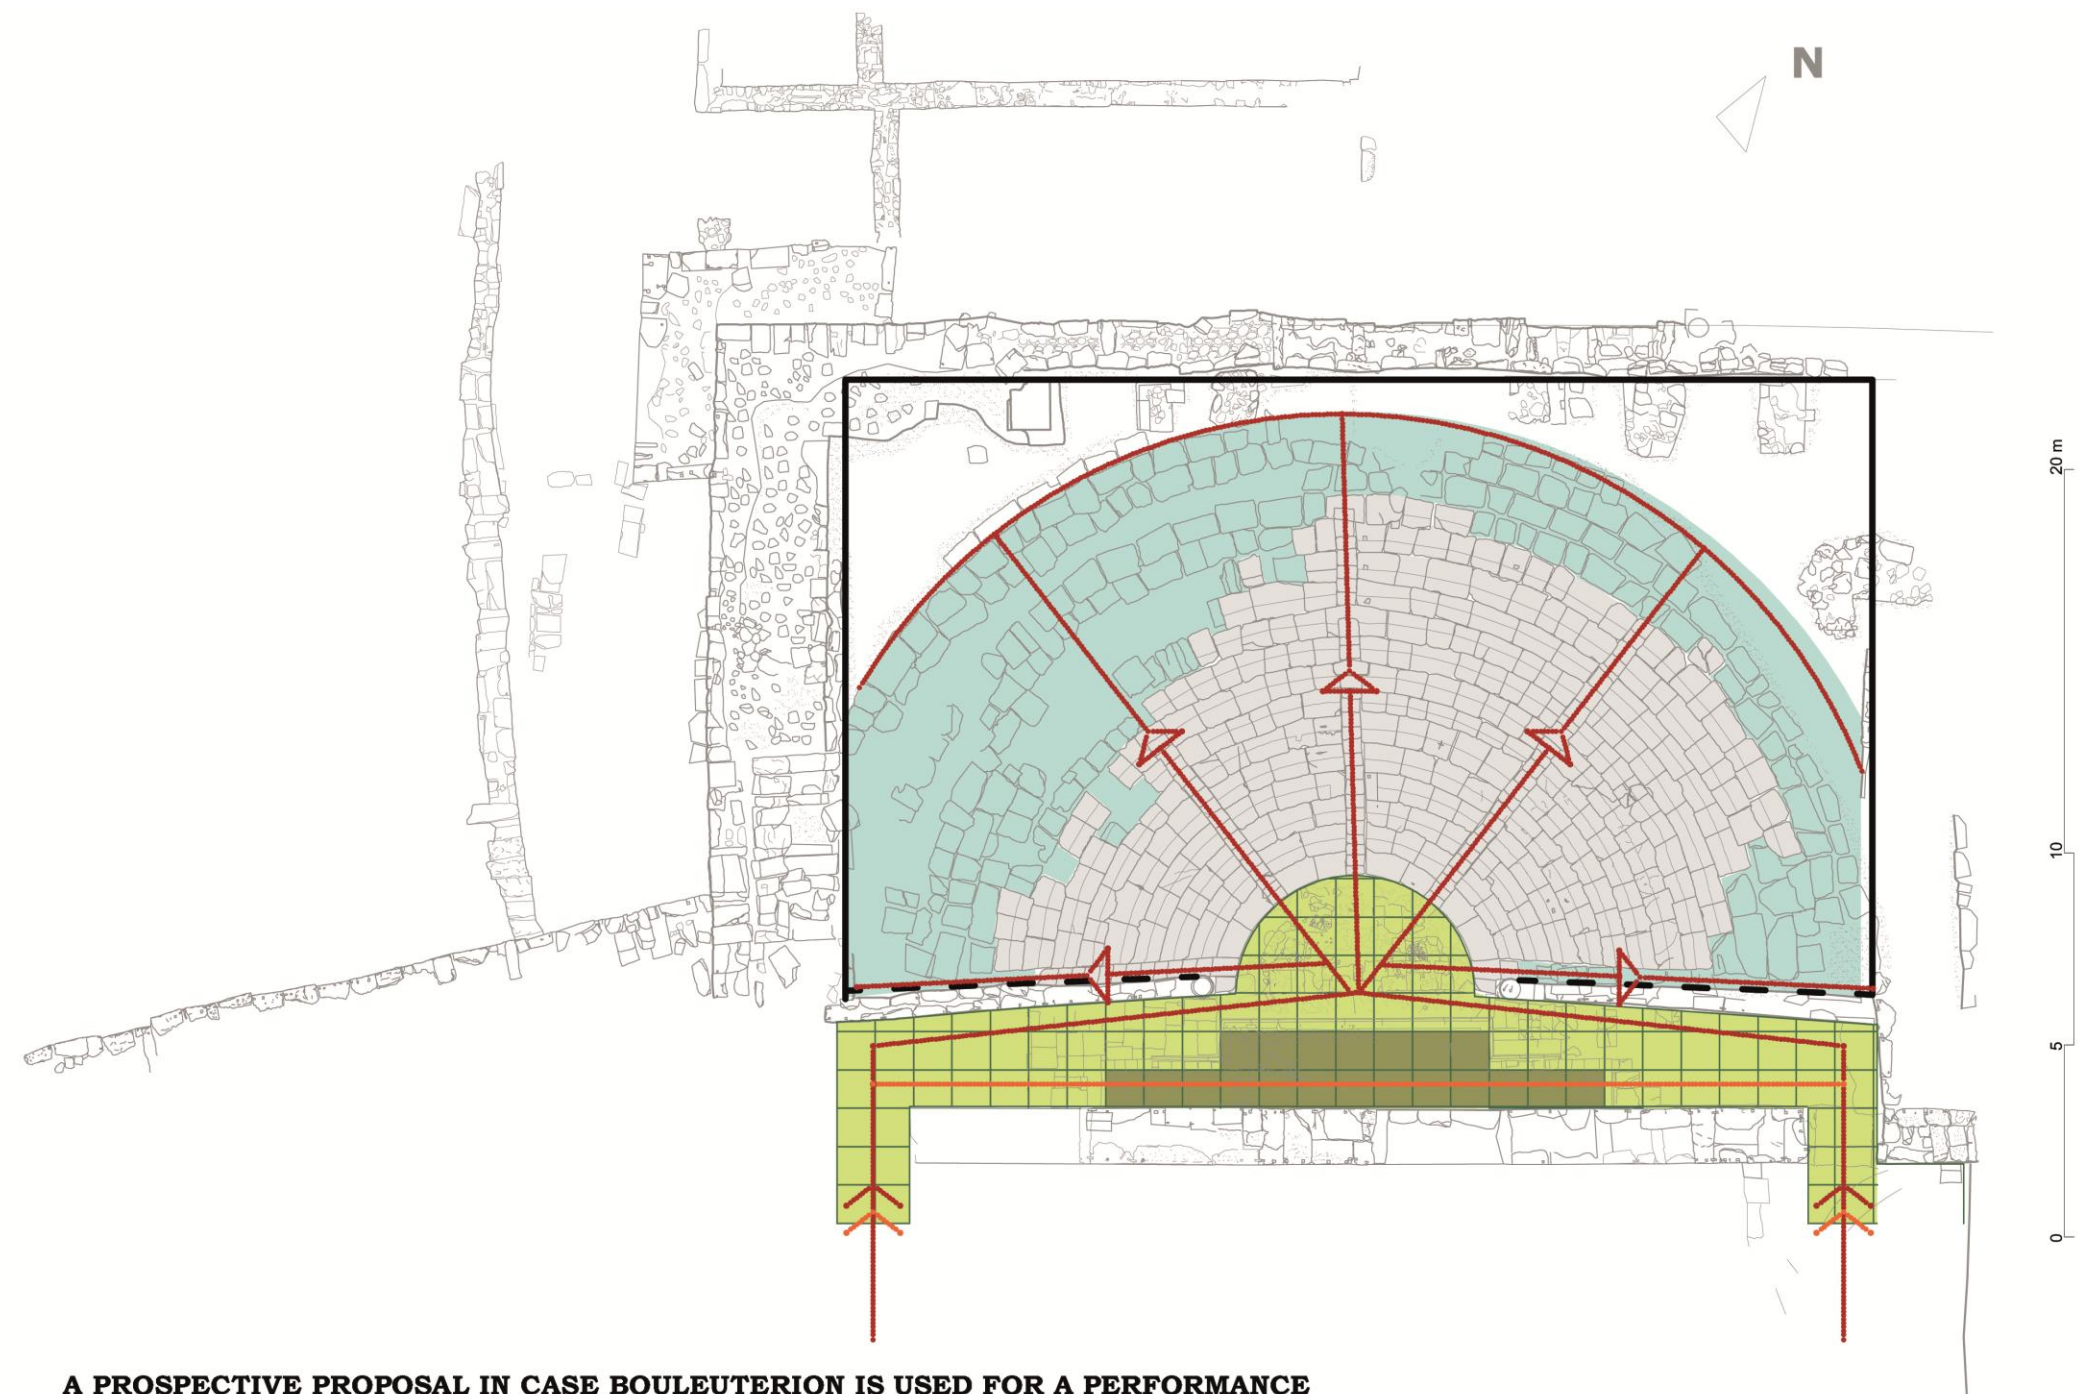 N
20 m
10
5
0
A PROSPECTIVE PROPOSAL IN CASE BOULEUTERION IS USED FOR A PERFORMANCE